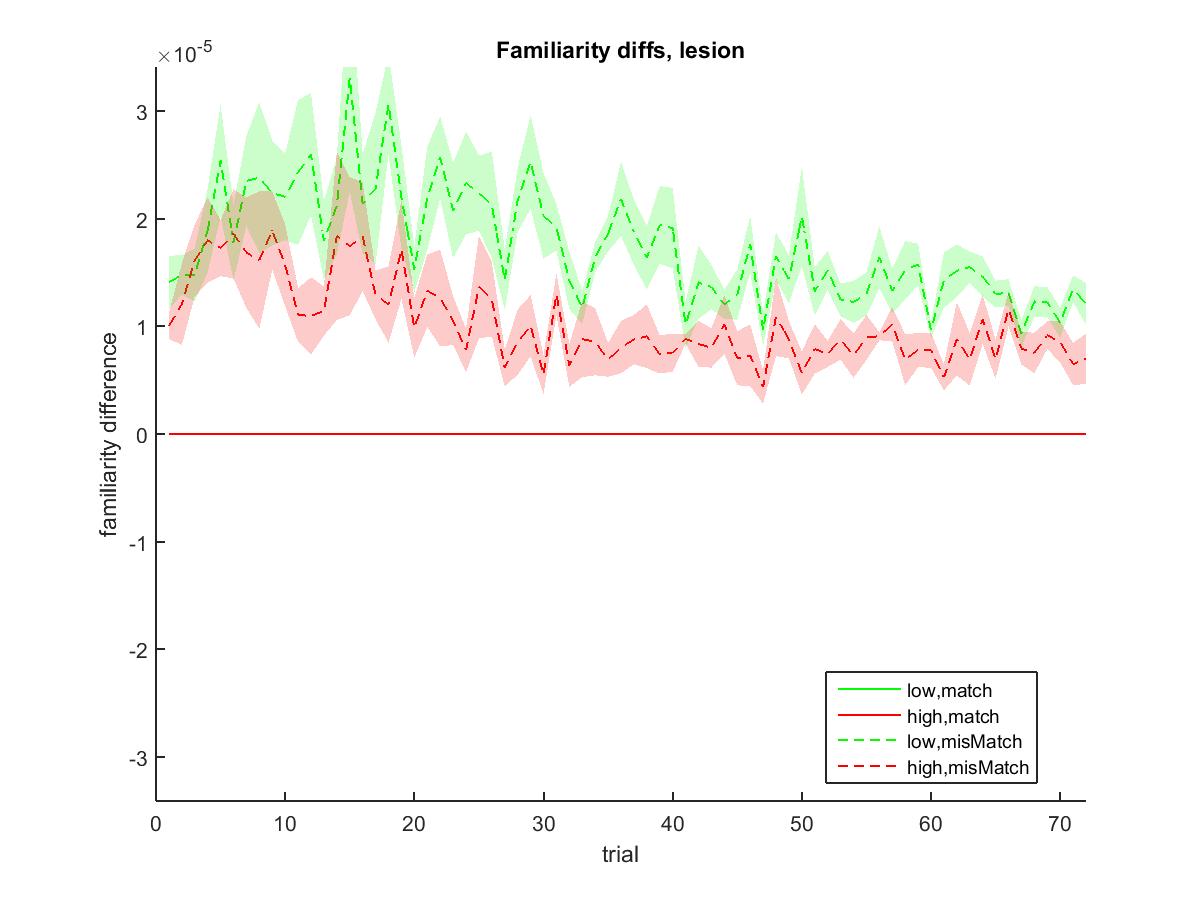 Familiarity diffs, lesion
×10-5
3
2
1
0
-1
-2
-3
familiarity difference
low,match
high,match
low,misMatch
high,misMatch
0 10 20 30 40 50 60 70
trial